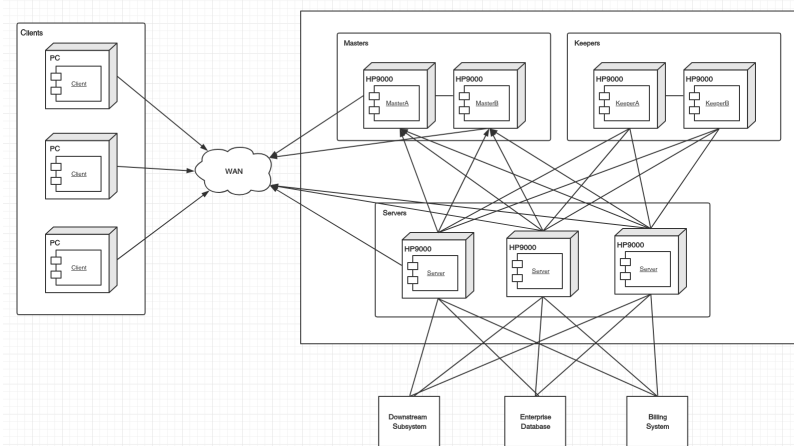 Clients
PC
Client
PC
Client
PC
Client
WAN
Masters
HP9000
MasterA
HP9000
MasterB
Keepers
HP9000
KeeperA
HP9000
KeeperB
Servers
HP9000
Server
HP9000
Server
HP9000
Server
Downstream
Subsystem
Enterprise
Database
Billing
System